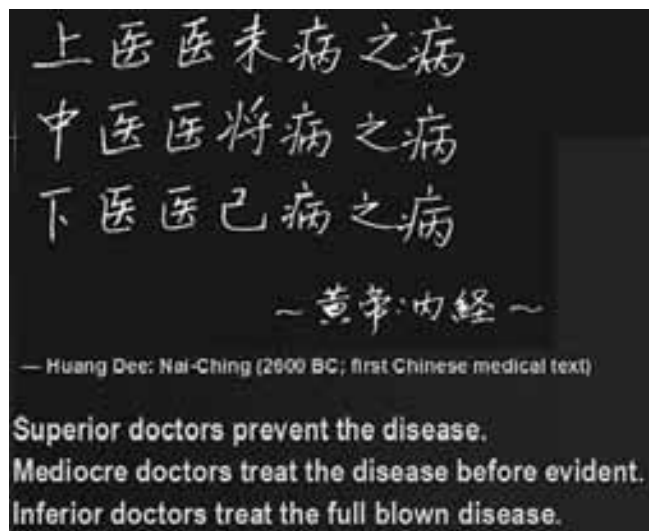 上医医未病之病
中医医将病之病
下医医己病之病
~黄帝:内経~
— Huang Dee: Nai-Ching (2600 BC; first Chinese medical text)
Superior doctors prevent the disease.
Mediocre doctors treat the disease before evident.
Inferior doctors treat the full blown disease.